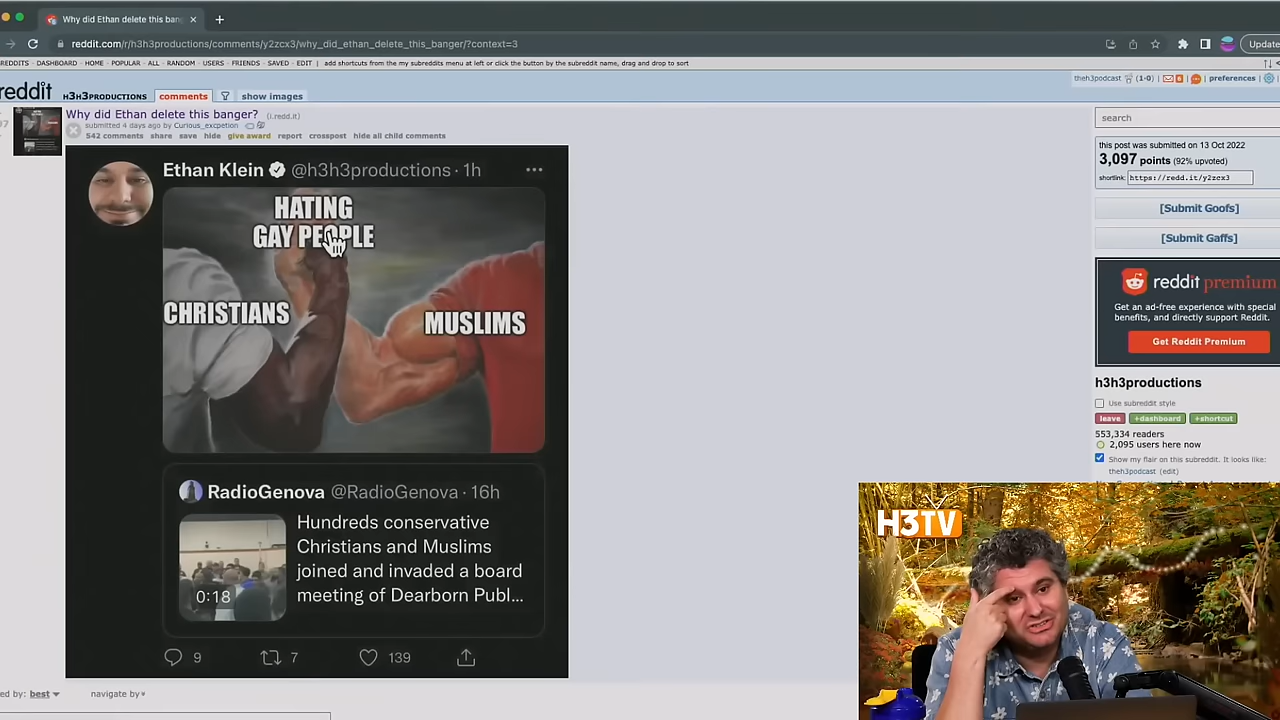 Why did Ethan delete this bang
reddit.com/r/h3h3productions/comments/y2zcx3/why_did_ethan_delete_this_banger/?context=3
Update
REDDITS - DASHBOARD - HOME - POPULAR - ALL - RANDOM - USERS - FRIENDS - SAVED - EDIT | add shortcuts from the my subreddits menu at left or click the button by the subreddit name, drag and drop to sort
reddit H3H3PRODUCTIONS comments show images
theh3podcast (1·0) preferences
Why did Ethan delete this banger? (i.redd.it)
submitted 4 days ago by Curious_excpetion
542 comments share save hide give award report crosspost hide all child comments
Ethan Klein @h3h3productions · 1h
HATING
GAY PEOPLE
CHRISTIANS
MUSLIMS
RadioGenova @RadioGenova · 16h
Hundreds conservative
Christians and Muslims
joined and invaded a board
meeting of Dearborn Publ...
0:18
9 7 139
ed by: best navigate by
search
this post was submitted on 13 Oct 2022
3,097 points (92% upvoted)
shortlink: https://redd.it/y2zcx3
[Submit Goofs]
[Submit Gaffs]
reddit premium
Get an ad-free experience with special
benefits, and directly support Reddit.
Get Reddit Premium
h3h3productions
Use subreddit style
leave +dashboard +shortcut
553,334 readers
2,095 users here now
Show my flair on this subreddit. It looks like:
theh3podcast (edit)
H3TV